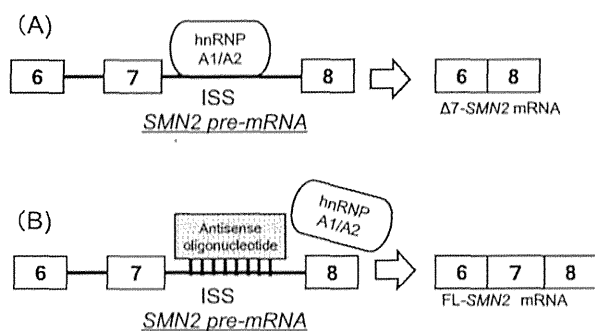 (A)
hnRNP
A1/A2
6 7 8 6 8
ISS
SMN2 pre-mRNA
Δ7-SMN2 mRNA
(B)
hnRNP
A1/A2
Antisense
oligonucleotide
6 7 8 6 7 8
ISS
SMN2 pre-mRNA
FL-SMN2 mRNA